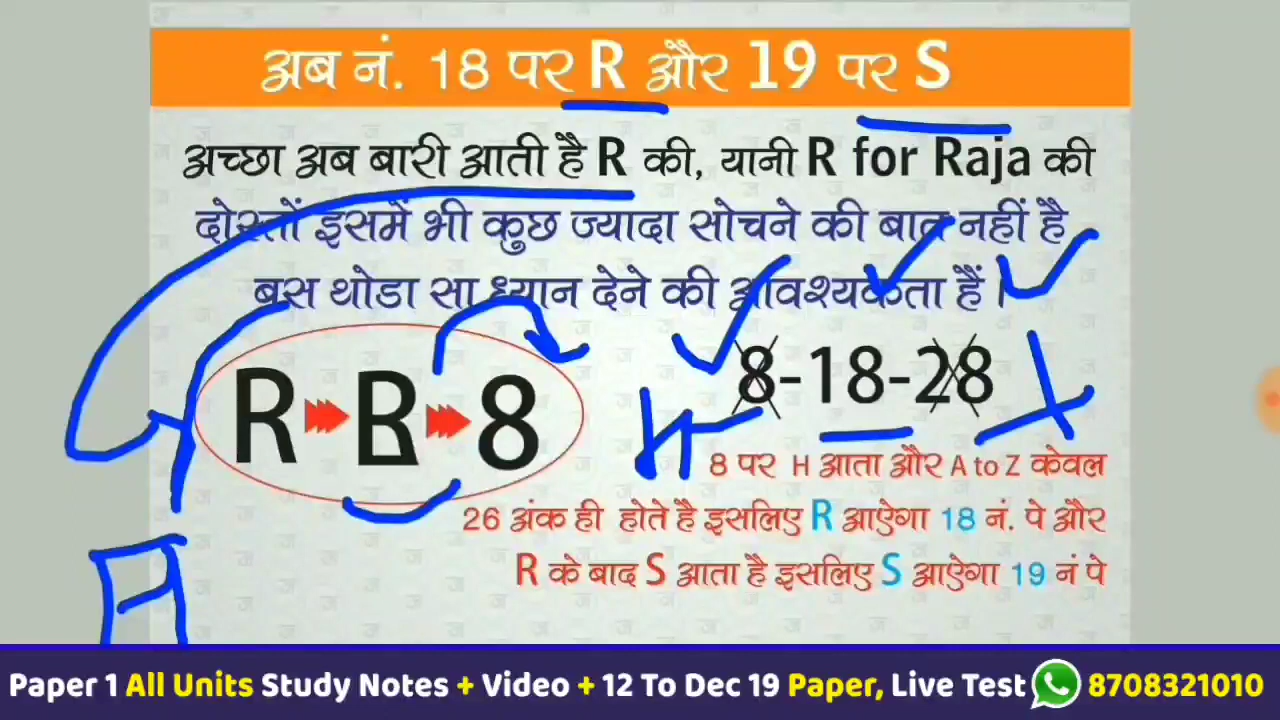 अब नं. 18 पर R और 19 पर S
अच्छा अब बारी आती है R की, यानी R for Raja की
दोस्तों इसमें भी कुछ ज्यादा सोचने की बात नहीं है
बस थोडा सा ध्यान देने की आवश्यकता हैं।
R B 8
8-18-28
H
8 पर H आता और A to Z केवल
26 अंक ही होते है इसलिए R आऐगा 18 नं. पे और
R के बाद S आता है इसलिए S आऐगा 19 नं पे
Paper 1 All Units Study Notes + Video + 12 To Dec 19 Paper, Live Test 8708321010